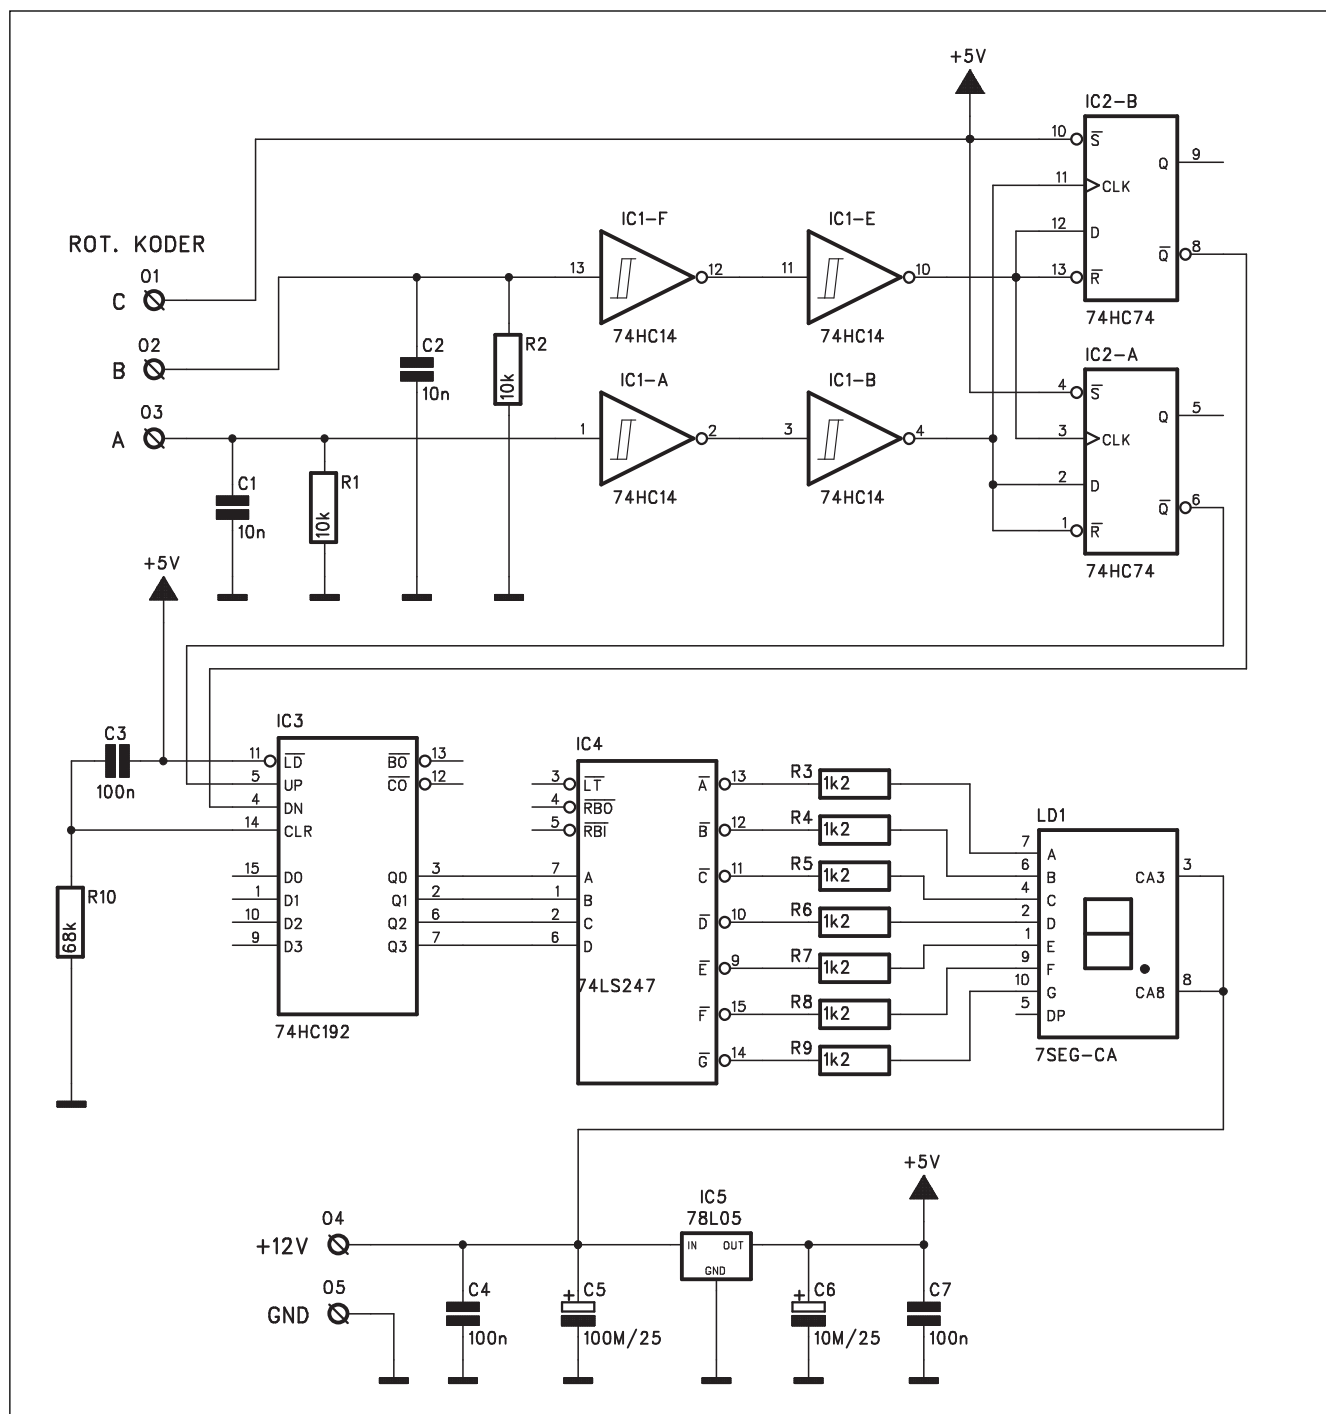 +5V
IC2-B
10 S
Q 9
11 CLK
12 D
Q 8
13 R
74HC74
ROT. KODER
O1
C
O2
B
O3
A
IC1-F
13
12
74HC14
IC1-E
11
10
74HC14
C2
10n
R2
10k
IC1-A
1
2
74HC14
IC1-B
3
4
74HC14
IC2-A
4 S
Q 5
3 CLK
2 D
Q 6
1 R
74HC74
C1
10n
R1
10k
+5V
C3
100n
R10
68k
IC3
11 LD
BO 13
5 UP
CO 12
4 DN
14 CLR
15 D0
Q0 3
1 D1
Q1 2
10 D2
Q2 6
9 D3
Q3 7
74HC192
IC4
3 LT
A 13
4 RBO
B 12
5 RBI
C 11
7 A
1 B
D 10
2 C
6 D
E 9
74LS247
F 15
G 14
R3
1k2
R4
1k2
R5
1k2
R6
1k2
R7
1k2
R8
1k2
R9
1k2
LD1
7 A
6 B
CA3 3
4 C
2 D
1 E
9 F
10 G
CA8 8
5 DP
7SEG-CA
+5V
IC5
78L05
IN OUT
GND
O4
+12V
O5
GND
C4
100n
+ C5
100M/25
+ C6
10M/25
C7
100n